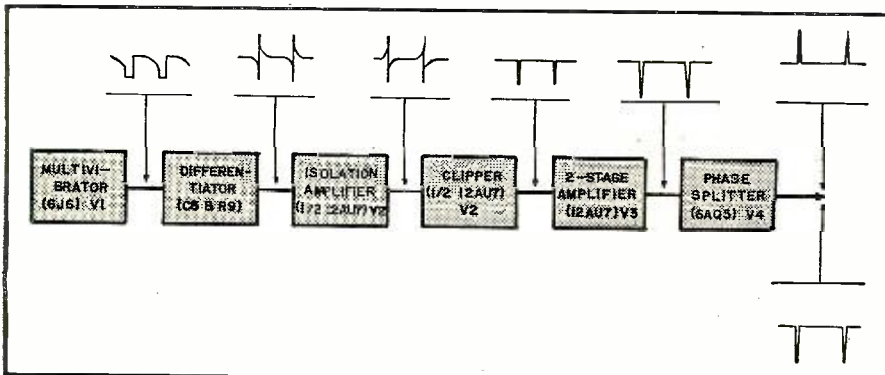 MULTIVI-
BRATOR
(6J6) V1
DIFFEREN-
TIATOR
(C5 & R9)
ISOLATION
AMPLIFIER
(1/2 12AU7) V2
CLIPPER
(1/2 12AU7)
V2
2-STAGE
AMPLIFIER
(12AU7) V3
PHASE
SPLITTER
(6AQ5) V4